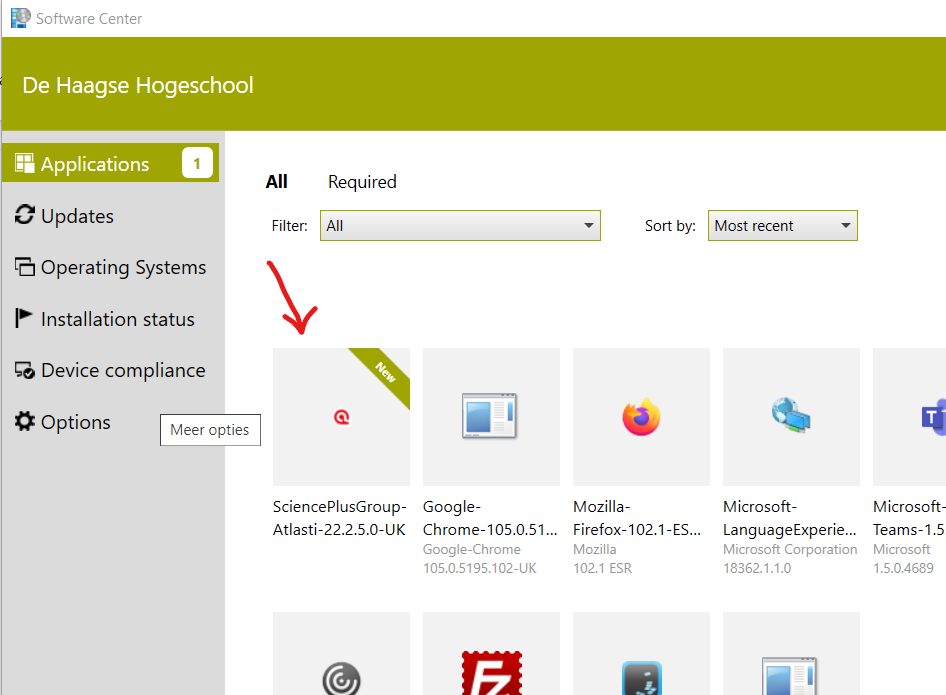 Software Center
De Haagse Hogeschool
Applications 1
Updates
Operating Systems
Installation status
Device compliance
Options
Meer opties
All Required
Filter: All Sort by: Most recent
New
SciencePlusGroup-
Atlasti-22.2.5.0-UK
Google-
Chrome-105.0.51...
Google-Chrome
105.0.5195.102-UK
Mozilla-
Firefox-102.1-ES...
Mozilla
102.1 ESR
Microsoft-
LanguageExperie...
Microsoft Corporation
18362.1.1.0
Microsoft-
Teams-1.5
Microsoft
1.5.0.4689